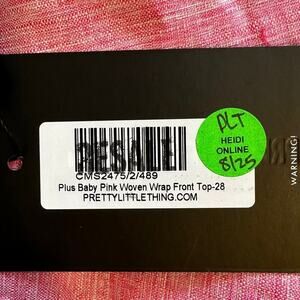 RESALE
CMS2475/2/489
Plus Baby Pink Woven Wrap Front Top-28
PRETTYLITTLETHING.COM
PLT
HEIDI
ONLINE
8/25
WARNING!